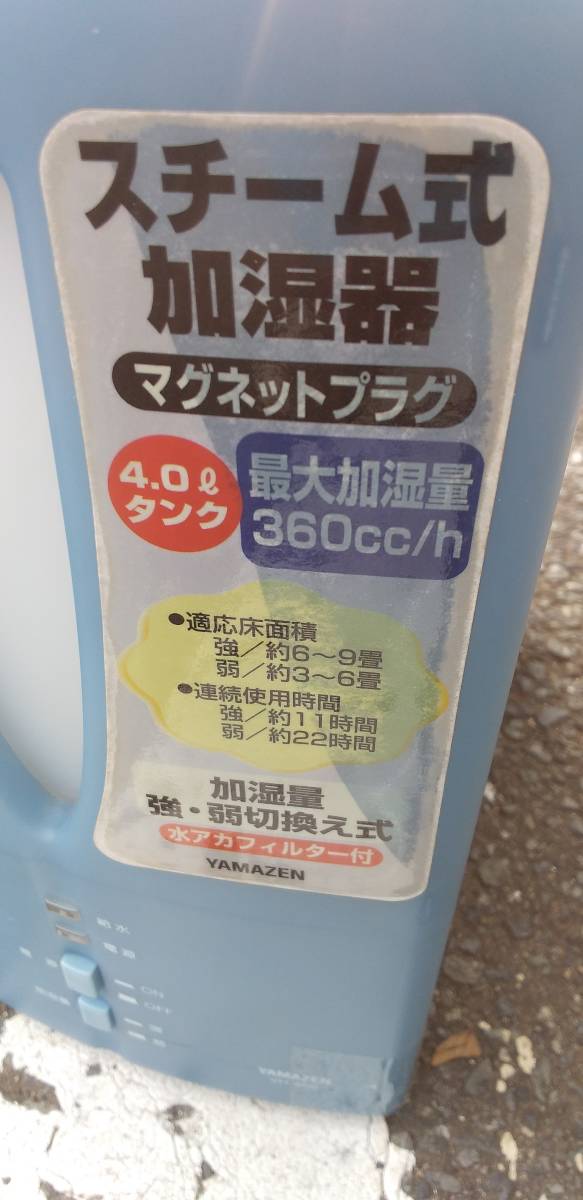 スチーム式
加湿器
マグネットプラグ
4.0ℓ
タンク
最大加湿量
360cc/h
●適応床面積
強/約6〜9畳
弱/約3〜6畳
●連続使用時間
強/約11時間
弱/約22時間
加湿量
強・弱切換え式
水アカフィルター付
YAMAZEN
給水
電源
ON
OFF
YAMAZEN